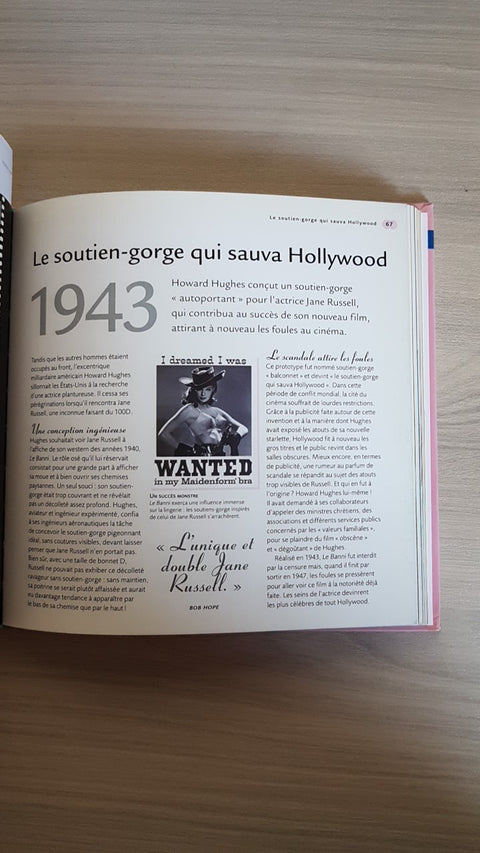 Le soutien-gorge qui sauva Hollywood 67
Le soutien-gorge qui sauva Hollywood
1943
Howard Hughes conçut un soutien-gorge
« autoportant » pour l'actrice Jane Russell,
qui contribua au succès de son nouveau film,
attirant à nouveau les foules au cinéma.
Tandis que les autres hommes étaient
occupés au front, l'excentrique
milliardaire américain Howard Hughes
sillonnait les États-Unis à la recherche
d'une actrice plantureuse. Il cessa ses
pérégrinations lorsqu'il rencontra Jane
Russell, une inconnue faisant du 100D.
Une conception ingénieuse
Hughes souhaitait voir Jane Russell à
l'affiche de son western des années 1940,
Le Banni. Le rôle osé qu'il lui réservait
consistait pour une grande part à afficher
sa moue et à bien ouvrir ses chemises
paysannes. Un seul souci : son soutien-
gorge était trop couvrant et ne révélait
pas un décolleté assez profond. Hughes,
aviateur et ingénieur expérimenté, confia
à ses ingénieurs aéronautiques la tâche
de concevoir le soutien-gorge pigeonnant
idéal, sans coutures visibles, devant laisser
penser que Jane Russell n'en portait pas.
Bien sûr, avec une taille de bonnet D,
Russell ne pouvait pas exhiber ce décolleté
ravageur sans soutien-gorge : sans maintien,
sa poitrine se serait plutôt affaissée et aurait
eu davantage tendance à apparaître par
le bas de sa chemise que par le haut !
I dreamed I was
WANTED
in my Maidenform bra
UN SUCCÈS MONSTRE
Le Banni exerça une influence immense
sur la lingerie : les soutiens-gorge inspirés
de celui de Jane Russell s'arrachèrent.
« L'unique et
double Jane
Russell. »
BOB HOPE
Le scandale attire les foules
Ce prototype fut nommé soutien-gorge
« balconnet » et devint « le soutien-gorge
qui sauva Hollywood ». Dans cette
période de conflit mondial, la cité du
cinéma souffrait de lourdes restrictions.
Grâce à la publicité faite autour de cette
invention et à la manière dont Hughes
avait exposé les atouts de sa nouvelle
starlette, Hollywood fit à nouveau les
gros titres et le public revint dans les
salles obscures. Mieux encore, en termes
de publicité, une rumeur au parfum de
scandale se répandit au sujet des atouts
trop visibles de Russell. Et qui en fut à
l'origine ? Howard Hughes lui-même !
Il avait demandé à ses collaborateurs
d'appeler des ministres chrétiens, des
associations et différents services publics
concernés par les « valeurs familiales »,
pour se plaindre du film « obscène »
et « dégoûtant » de Hughes.
Réalisé en 1943, Le Banni fut interdit
par la censure mais, quand il finit par
sortir en 1947, les foules se pressèrent
pour aller voir ce film à la notoriété déjà
faite. Les seins de l'actrice devinrent
les plus célèbres de tout Hollywood.